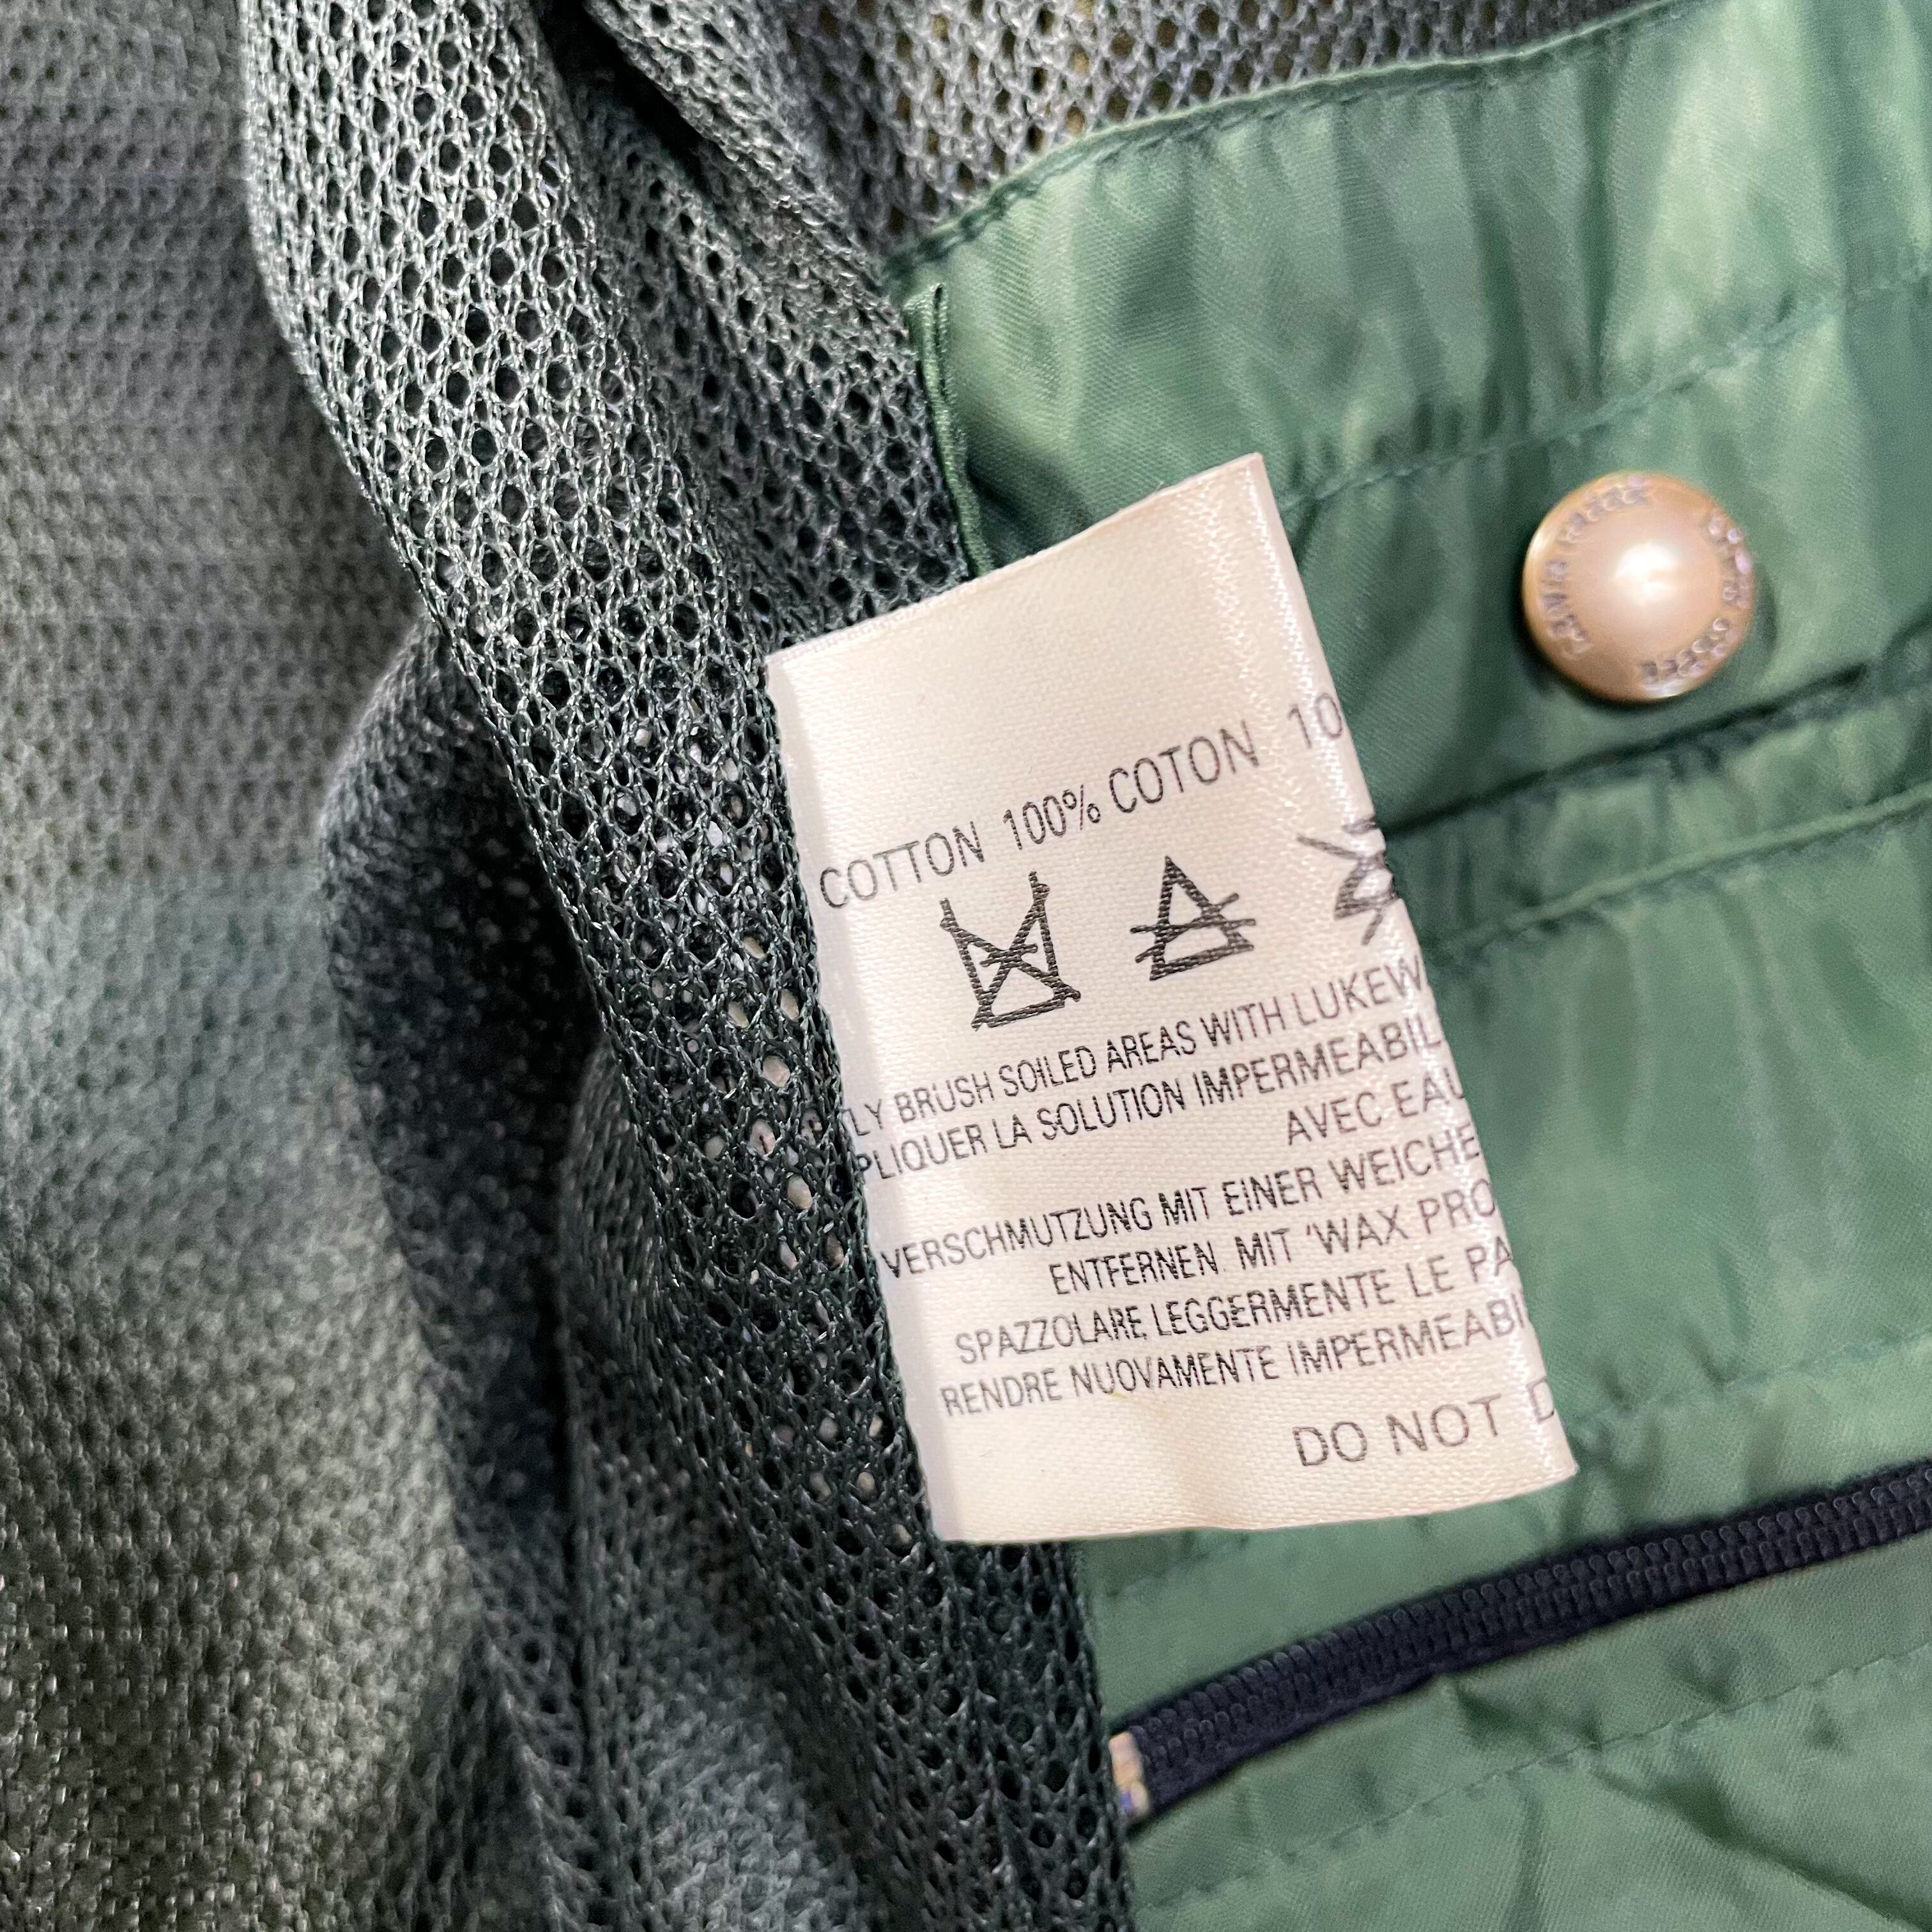 COTTON 100% COTON 10
LY BRUSH SOILED AREAS WITH LUKEW
PLIQUER LA SOLUTION IMPERMEABIL
AVEC EAU
VERSCHMUTZUNG MIT EINER WEICHE
ENTFERNEN. MIT 'WAX PRO
SPAZZOLARE LEGGERMENTE LE PA
RENDRE NUOVAMENTE IMPERMEABI
DO NOT D